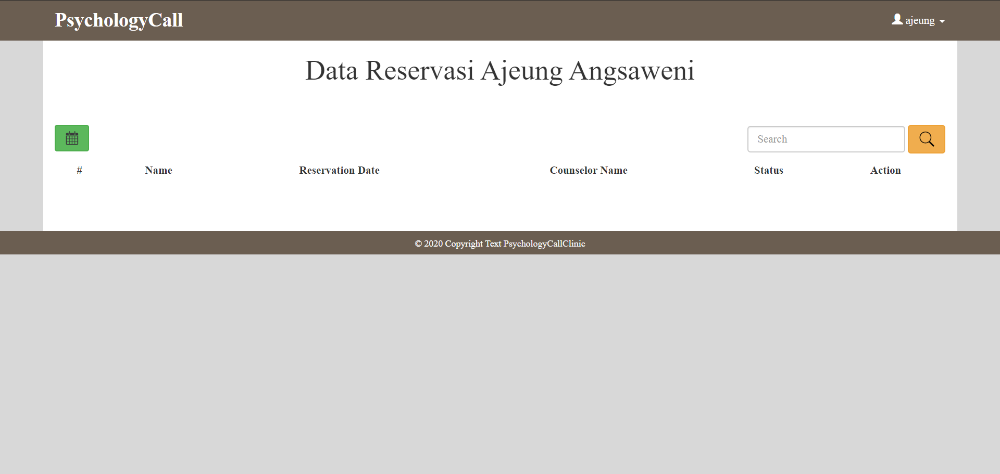 PsychologyCall
ajeung
Data Reservasi Ajeung Angsaweni
Search
# Name Reservation Date Counselor Name Status Action
© 2020 Copyright Text PsychologyCallClinic